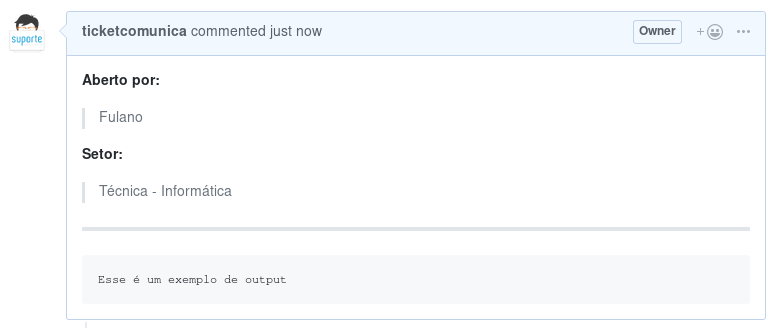 suporte
ticketcomunica commented just now
Owner
Aberto por:
Fulano
Setor:
Técnica - Informática
Esse é um exemplo de output